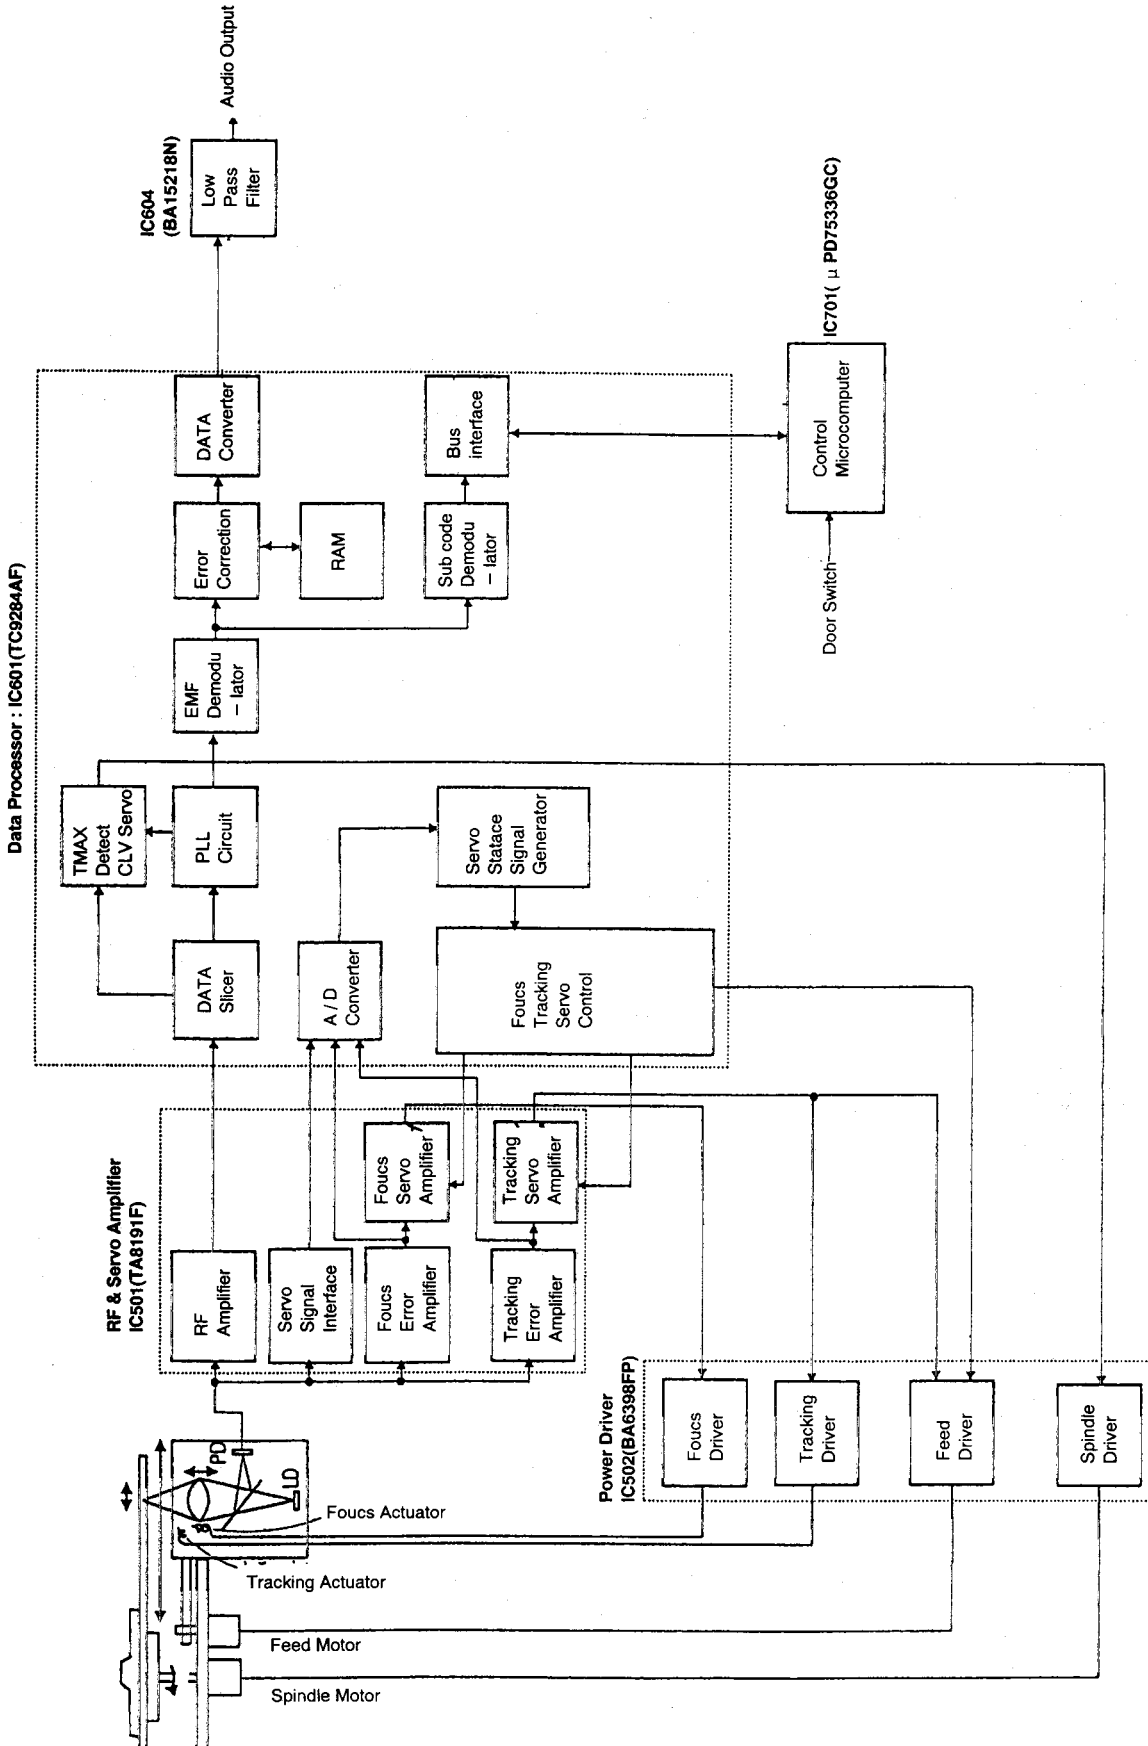 Data Processor : IC601(TC9284AF)
TMAX
Detect
CLV Servo
DATA
Slicer
PLL
Circuit
EMF
Demodu
– lator
Error
Correction
DATA
Converter
IC604
(BA15218N)
Low
Pass
Filter
Audio Output
RAM
Sub code
Demodu
– lator
Bus
interface
A / D
Converter
Servo
Statace
Signal
Generator
Foucs
Tracking
Servo
Control
RF & Servo Amplifier
IC501(TA8191F)
RF
Amplifier
Servo
Signal
Interface
Foucs
Error
Amplifier
Foucs
Servo
Amplifier
Tracking
Error
Amplifier
Tracking
Servo
Amplifier
IC701( μ PD75336GC)
Control
Microcomputer
Door Switch
PD
LD
Foucs Actuator
Tracking Actuator
Feed Motor
Spindle Motor
Power Driver
IC502(BA6398FP)
Foucs
Driver
Tracking
Driver
Feed
Driver
Spindle
Driver